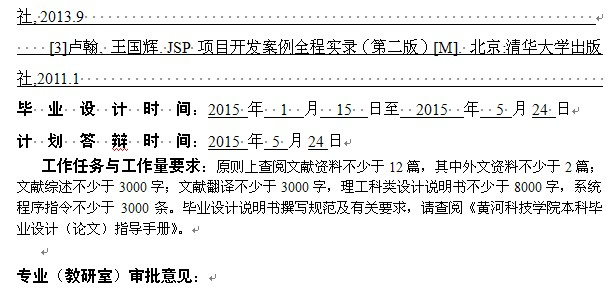 社,2013.9
[3]卢翰. 王国辉. JSP 项目开发案例全程实录（第二版）[M]. 北京:清华大学出版
社,2011.1
毕 业 设 计 时 间：2015 年 1 月 15 日至 2015 年 5 月 24 日
计 划 答 辩 时 间：2015 年 5 月 24 日
工作任务与工作量要求：原则上查阅文献资料不少于 12 篇，其中外文资料不少于 2 篇；
文献综述不少于 3000 字；文献翻译不少于 3000 字，理工科类设计说明书不少于 8000 字，系统
程序指令不少于 3000 条。毕业设计说明书撰写规范及有关要求，请查阅《黄河科技学院本科毕
业设计（论文）指导手册》。
专业（教研室）审批意见：